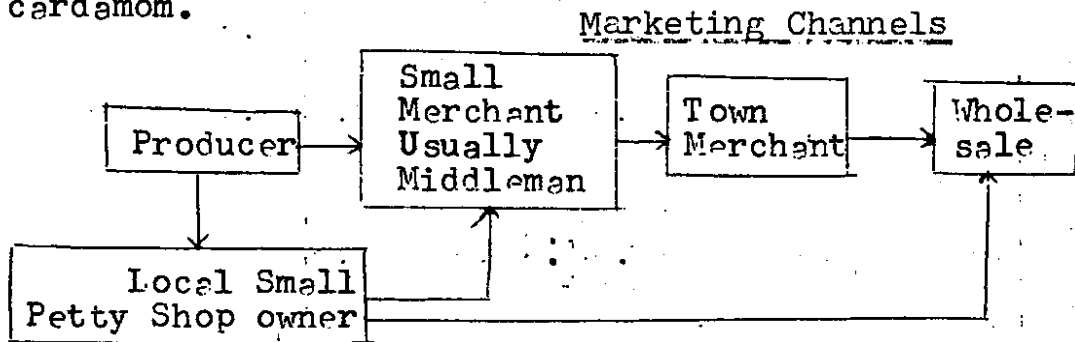 cardamom.
Marketing Channels
Producer
Small
Merchant
Usually
Middleman
Town
Merchant
Whole-
sale
Local Small
Petty Shop owner